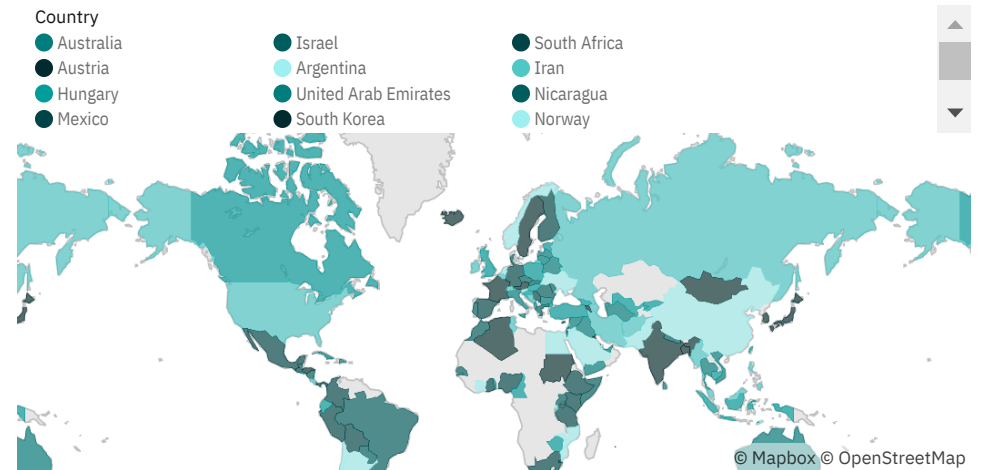 Country
Australia
Israel
South Africa
Austria
Argentina
Iran
Hungary
United Arab Emirates
Nicaragua
Mexico
South Korea
Norway
© Mapbox © OpenStreetMap